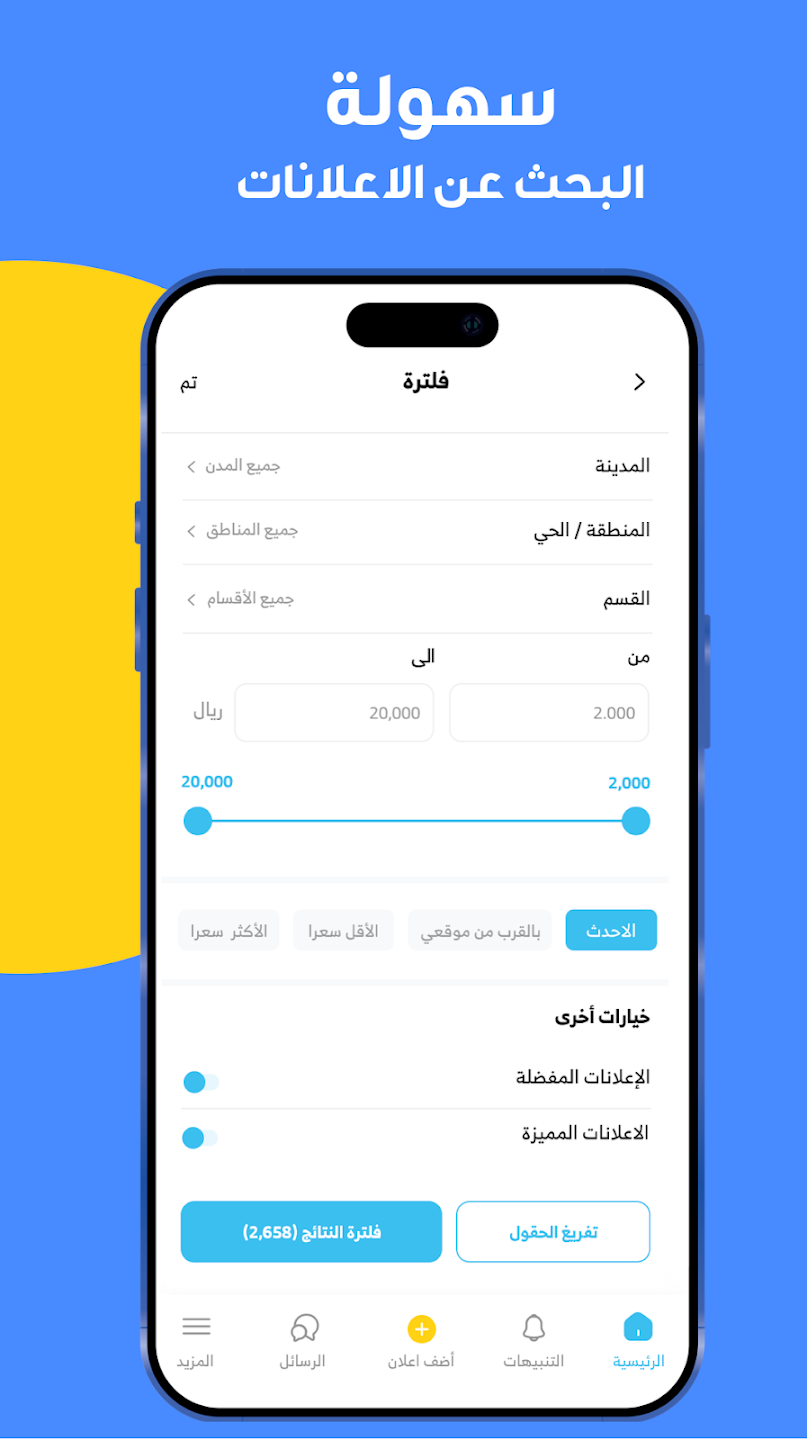 سهولة
البحث عن الاعلانات
فلترة
تم
المدينة
جميع المدن
المنطقة / الحي
جميع المناطق
القسم
جميع الأقسام
من
الى
2.000
20,000
ريال
2,000
20,000
الاحدث
بالقرب من موقعي
الأقل سعرا
الأكثر سعرا
خيارات أخرى
الإعلانات المفضلة
الاعلانات المميزة
تفريغ الحقول
فلترة النتائج (2,658)
الرئيسية
التنبيهات
أضف اعلان
الرسائل
المزيد